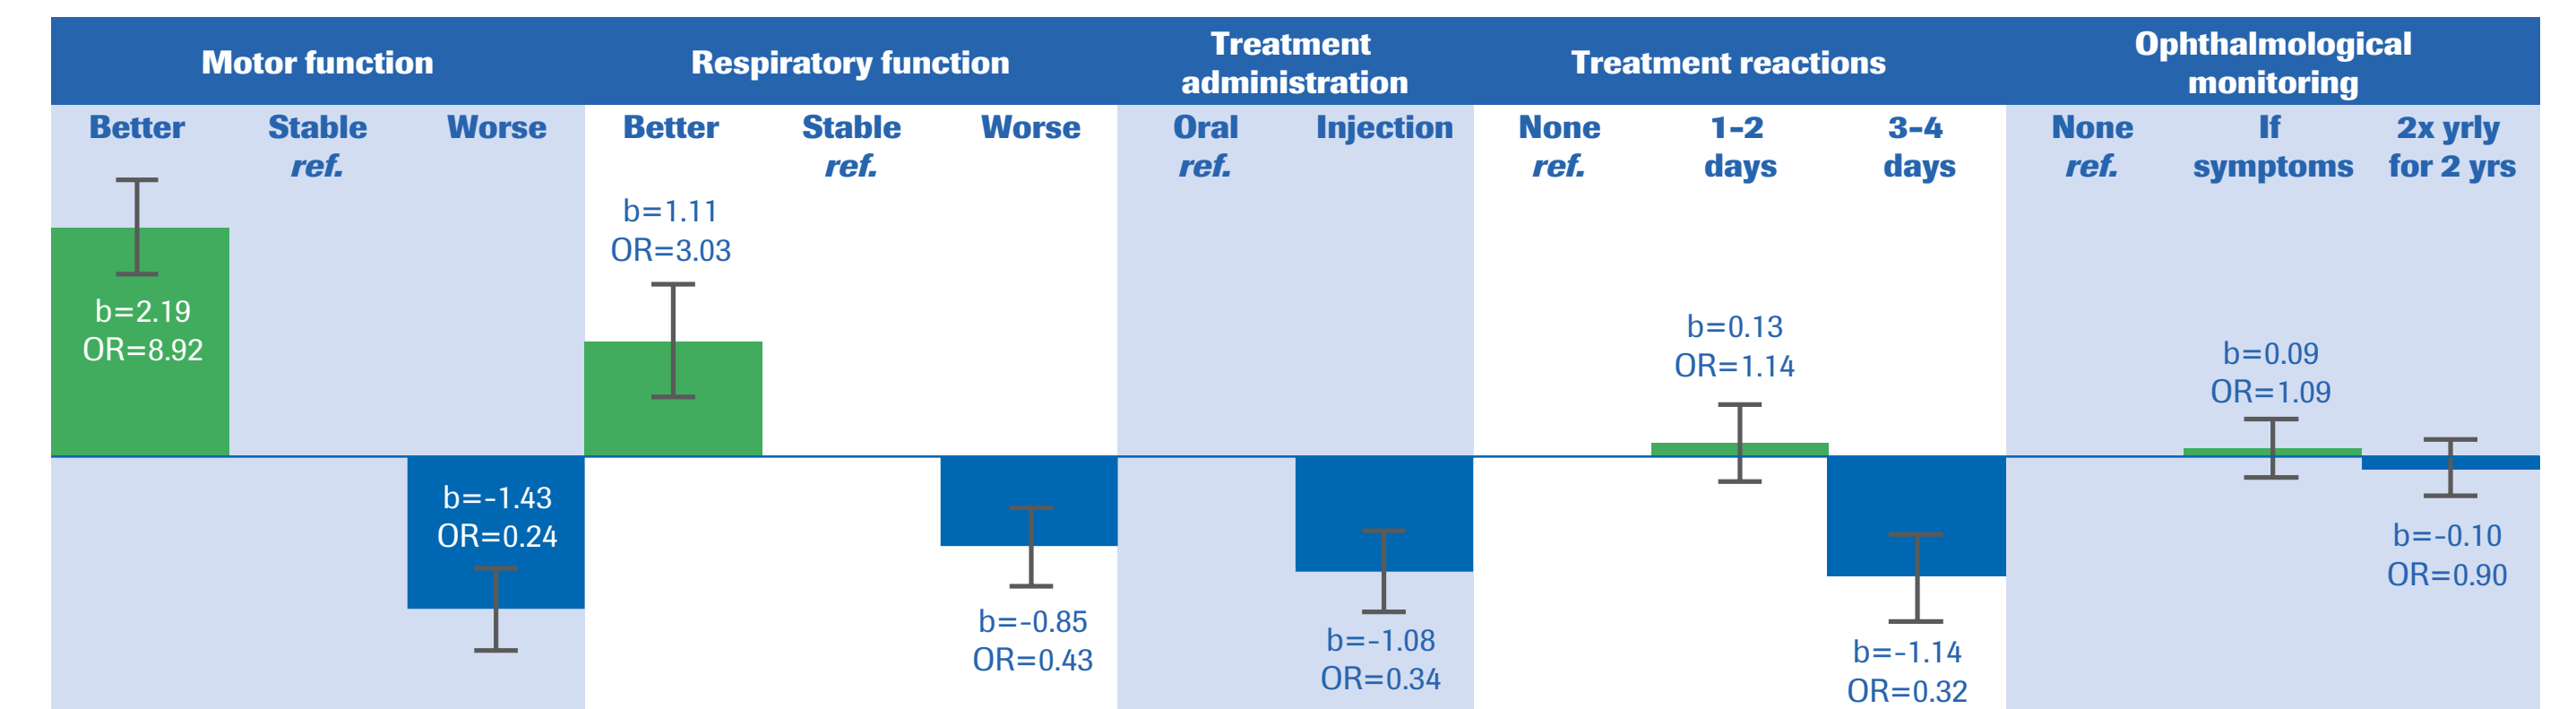 Motor function
Respiratory function
Treatment
administration
Treatment reactions
Ophthalmological
monitoring
Better
Stable
ref.
Worse
Better
Stable
ref.
Worse
Oral
ref.
Injection
None
ref.
1-2
days
3-4
days
None
ref.
If
symptoms
2x yrly
for 2 yrs
b=2.19
OR=8.92
b=-1.43
OR=0.24
b=1.11
OR=3.03
b=-0.85
OR=0.43
b=-1.08
OR=0.34
b=0.13
OR=1.14
b=-1.14
OR=0.32
b=0.09
OR=1.09
b=-0.10
OR=0.90